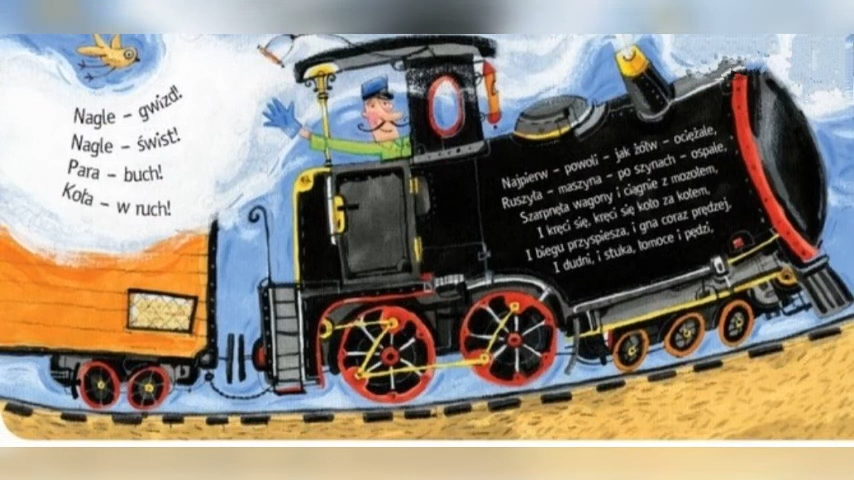 Nagle – gwizd!
Nagle – świst!
Para – buch!
Koła – w ruch!
Najpierw – powoli – jak żółw – ociężale,
Ruszyła – maszyna – po szynach – ospale,
Szarpnęła wagony i ciągnie z mozołem,
I kręci się, kręci się koło za kołem,
I biegu przyspiesza, i gna coraz prędzej,
I dudni, i stuka, łomoce i pędzi,